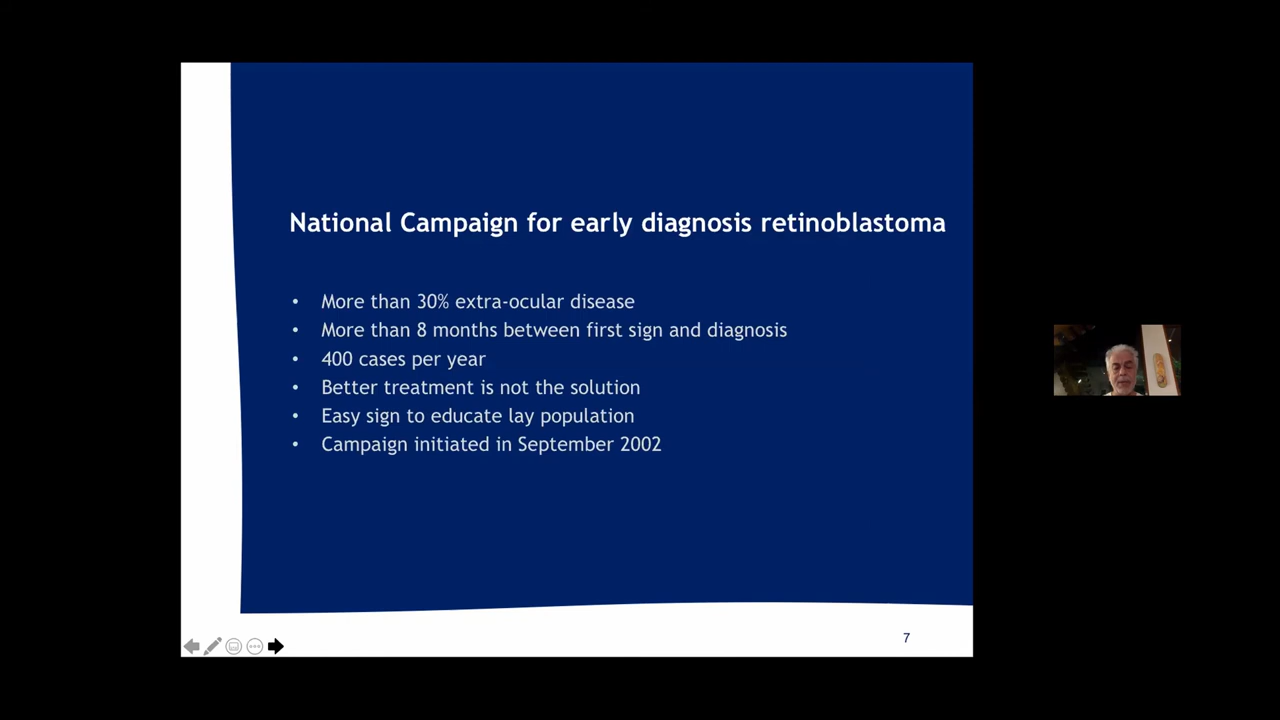 National Campaign for early diagnosis retinoblastoma
• More than 30% extra-ocular disease
• More than 8 months between first sign and diagnosis
• 400 cases per year
• Better treatment is not the solution
• Easy sign to educate lay population
• Campaign initiated in September 2002
7